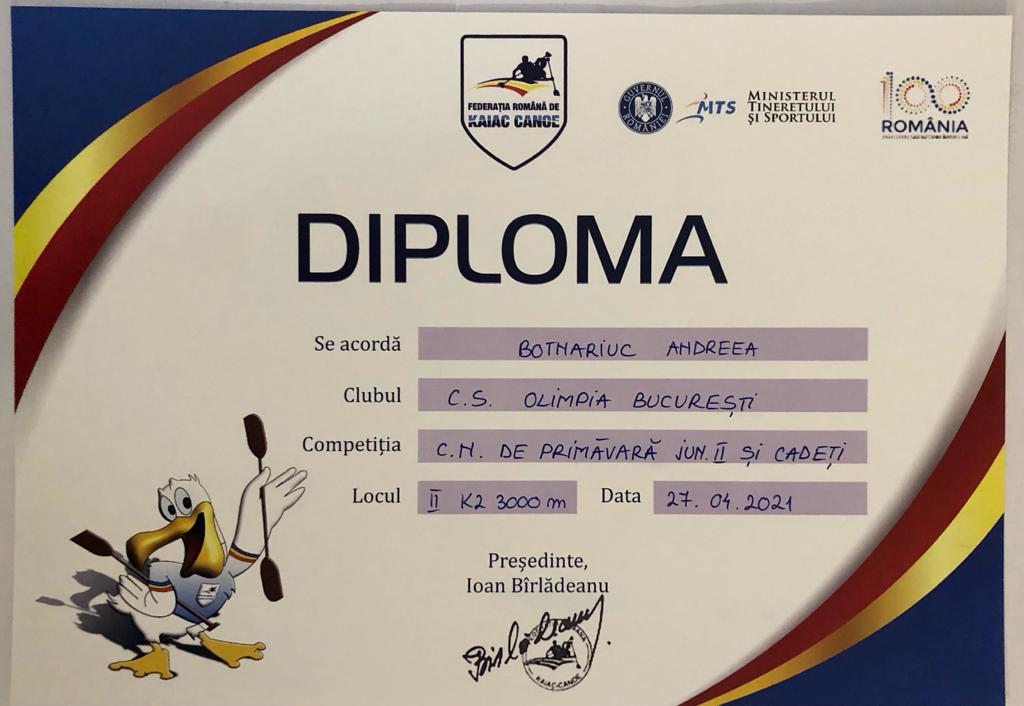 FEDERAȚIA ROMÂNĂ DE
KAIAC CANOE
GUVERNUL ROMÂNIEI
MTS
MINISTERUL
TINERETULUI
ȘI SPORTULUI
100
ROMÂNIA
DIPLOMA
Se acordă BOTNARIUC ANDREEA
Clubul C.S. OLIMPIA BUCUREȘTI
Competiția C.N. DE PRIMĂVARĂ JUN. II ȘI CADEȚI
Locul II K2 3000 m Data 27.04.2021
Președinte,
Ioan Bîrlădeanu
KAIAC-CANOE